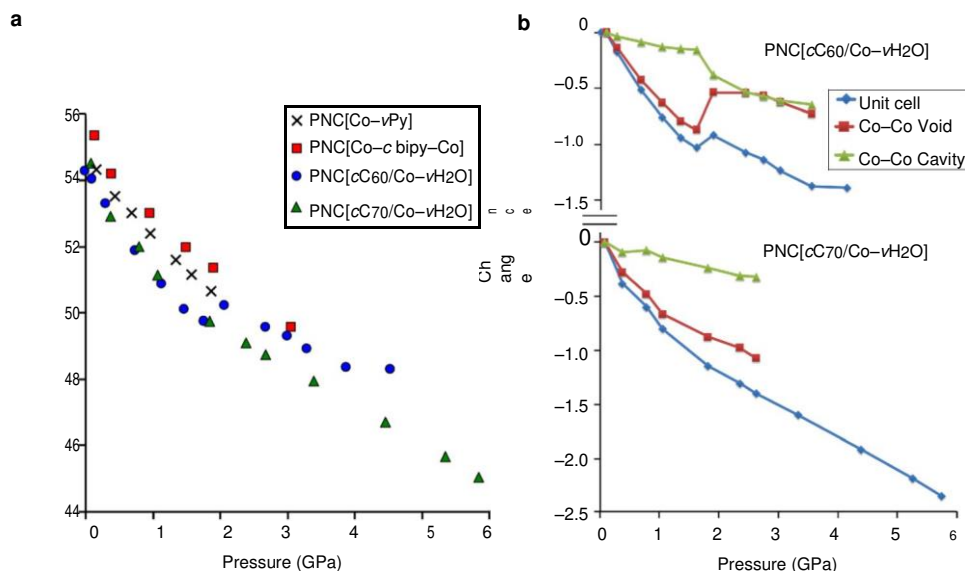 a
56
54
52
50
48
46
44
0 1 2 3 4 5 6
Pressure (GPa)
PNC[Co–vPy]
PNC[Co–c bipy–Co]
PNC[cC60/Co–vH2O]
PNC[cC70/Co–vH2O]
b
n
c
e
Ch
ang
e
0
–0.5
–1.0
–1.5
PNC[cC60/Co–vH2O]
Unit cell
Co–Co Void
Co–Co Cavity
0
–0.5
–1.0
–1.5
–2.0
–2.5
PNC[cC70/Co–vH2O]
0 1 2 3 4 5 6
Pressure (GPa)